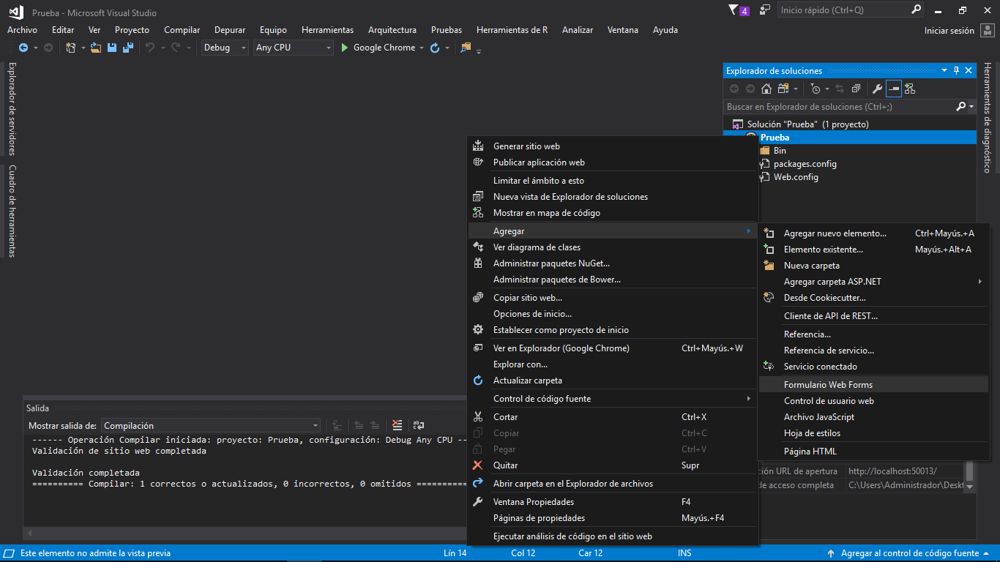 Prueba - Microsoft Visual Studio
4
Inicio rápido (Ctrl+Q)
Archivo Editar Ver Proyecto Compilar Depurar Equipo Herramientas Arquitectura Pruebas Herramientas de R Analizar Ventana Ayuda
Iniciar sesión
Debug Any CPU Google Chrome
Explorador de servidores
Cuadro de herramientas
Explorador de soluciones
Buscar en Explorador de soluciones (Ctrl+;)
Solución "Prueba" (1 proyecto)
Prueba
Bin
packages.config
Web.config
Herramientas de diagnóstico
Generar sitio web
Publicar aplicación web
Limitar el ámbito a esto
Nueva vista de Explorador de soluciones
Mostrar en mapa de código
Agregar
Ver diagrama de clases
Administrar paquetes NuGet...
Administrar paquetes de Bower...
Copiar sitio web...
Opciones de inicio...
Establecer como proyecto de inicio
Ver en Explorador (Google Chrome) Ctrl+Mayús.+W
Explorar con...
Actualizar carpeta
Control de código fuente
Cortar Ctrl+X
Copiar Ctrl+C
Pegar Ctrl+V
Quitar Supr
Abrir carpeta en el Explorador de archivos
Ventana Propiedades F4
Páginas de propiedades Mayús.+F4
Ejecutar análisis de código en el sitio web
Agregar nuevo elemento... Ctrl+Mayús.+A
Elemento existente... Mayús.+Alt+A
Nueva carpeta
Agregar carpeta ASP.NET
Desde Cookiecutter...
Cliente de API de REST...
Referencia...
Referencia de servicio...
Servicio conectado
Formulario Web Forms
Control de usuario web
Archivo JavaScript
Hoja de estilos
Página HTML
ción URL de apertura http://localhost:50013/
de acceso completa C:\Users\Administrador\Deskt
Salida
Mostrar salida de: Compilación
------ Operación Compilar iniciada: proyecto: Prueba, configuración: Debug Any CPU --
Validación de sitio web completada
Validación completada
========== Compilar: 1 correctos o actualizados, 0 incorrectos, 0 omitidos ==========
Este elemento no admite la vista previa Lín 14 Col 12 Car 12 INS Agregar al control de código fuente